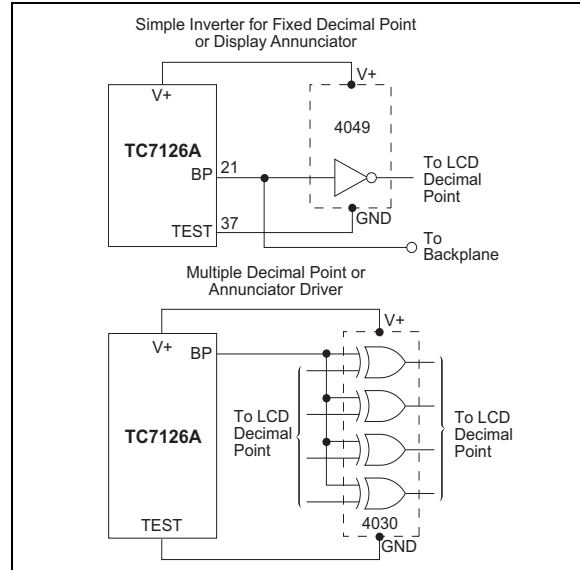 Simple Inverter for Fixed Decimal Point
or Display Annunciator
V+
V+
4049
TC7126A
BP
21
To LCD
Decimal
Point
TEST
37
GND
To
Backplane
Multiple Decimal Point or
Annunciator Driver
V+
V+
BP
To LCD
Decimal
Point
To LCD
Decimal
Point
TC7126A
TEST
4030
GND